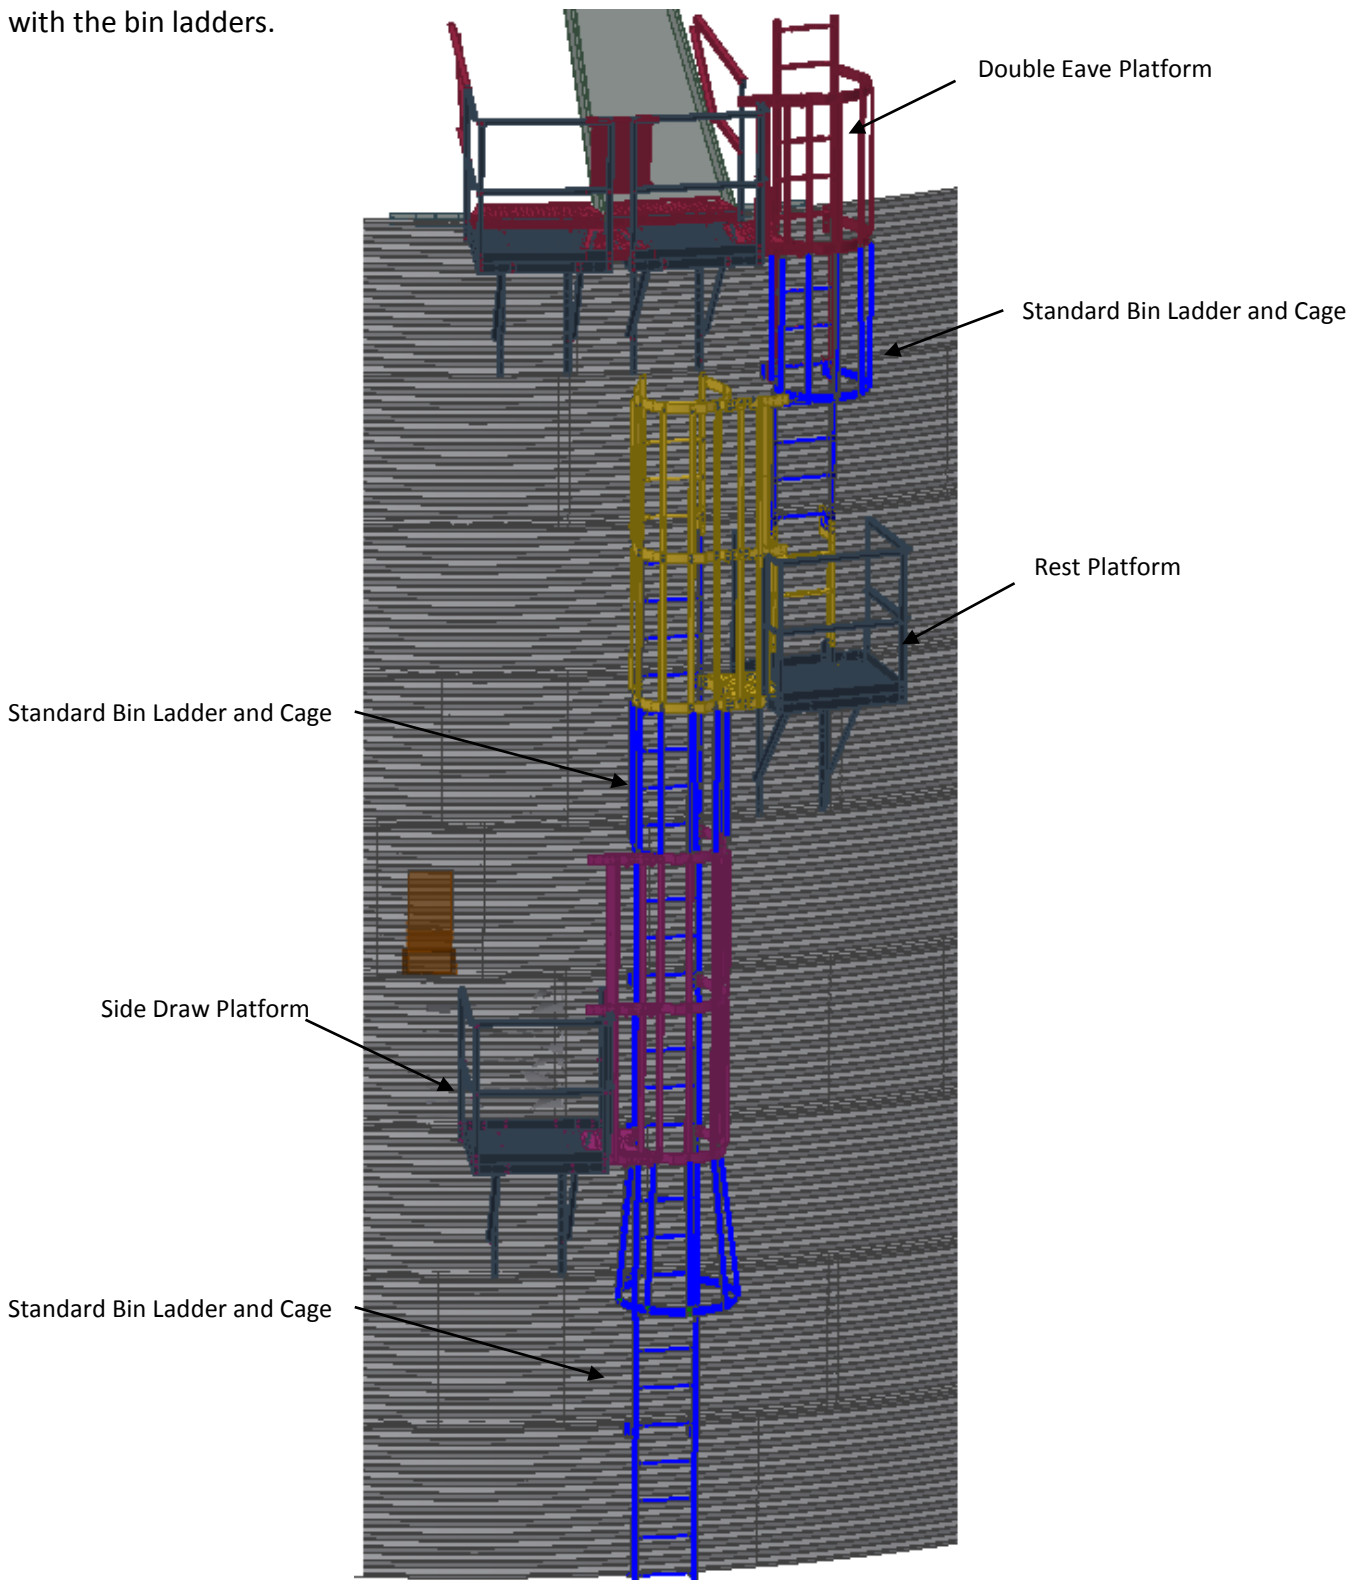 with the bin ladders.
Double Eave Platform
Standard Bin Ladder and Cage
Rest Platform
Standard Bin Ladder and Cage
Side Draw Platform
Standard Bin Ladder and Cage